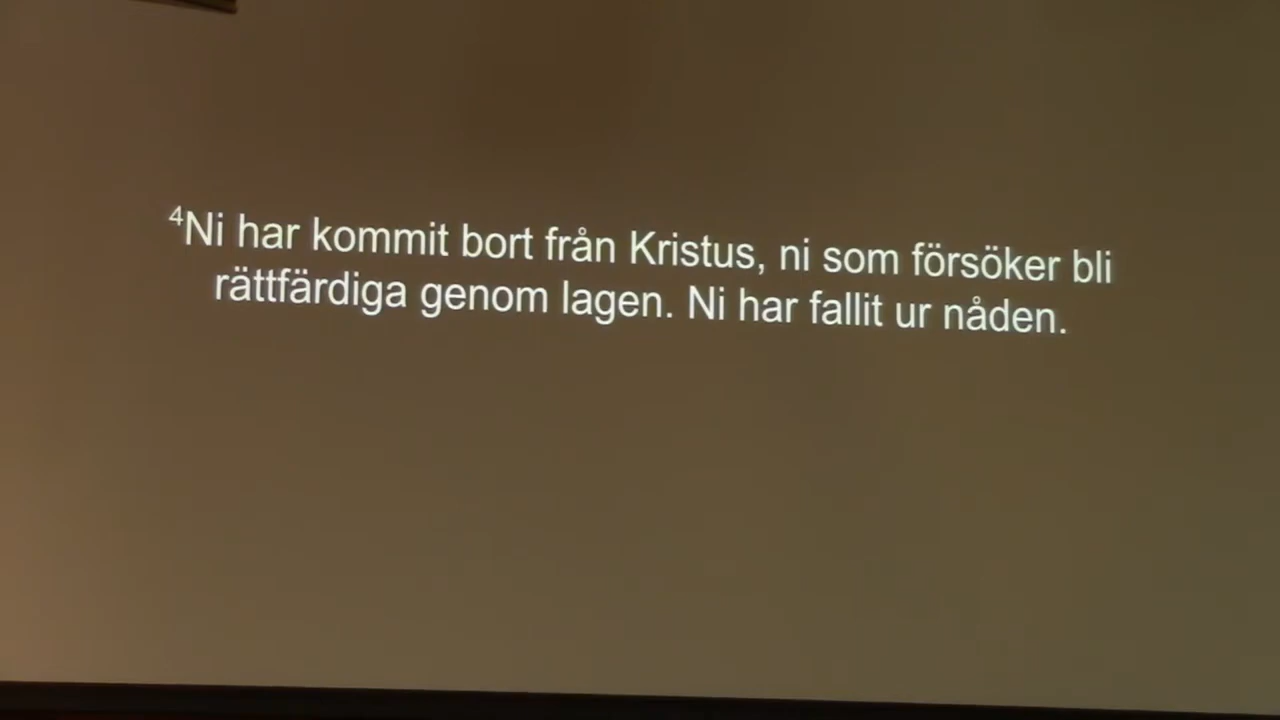 ⁴Ni har kommit bort från Kristus, ni som försöker bli
rättfärdiga genom lagen. Ni har fallit ur nåden.